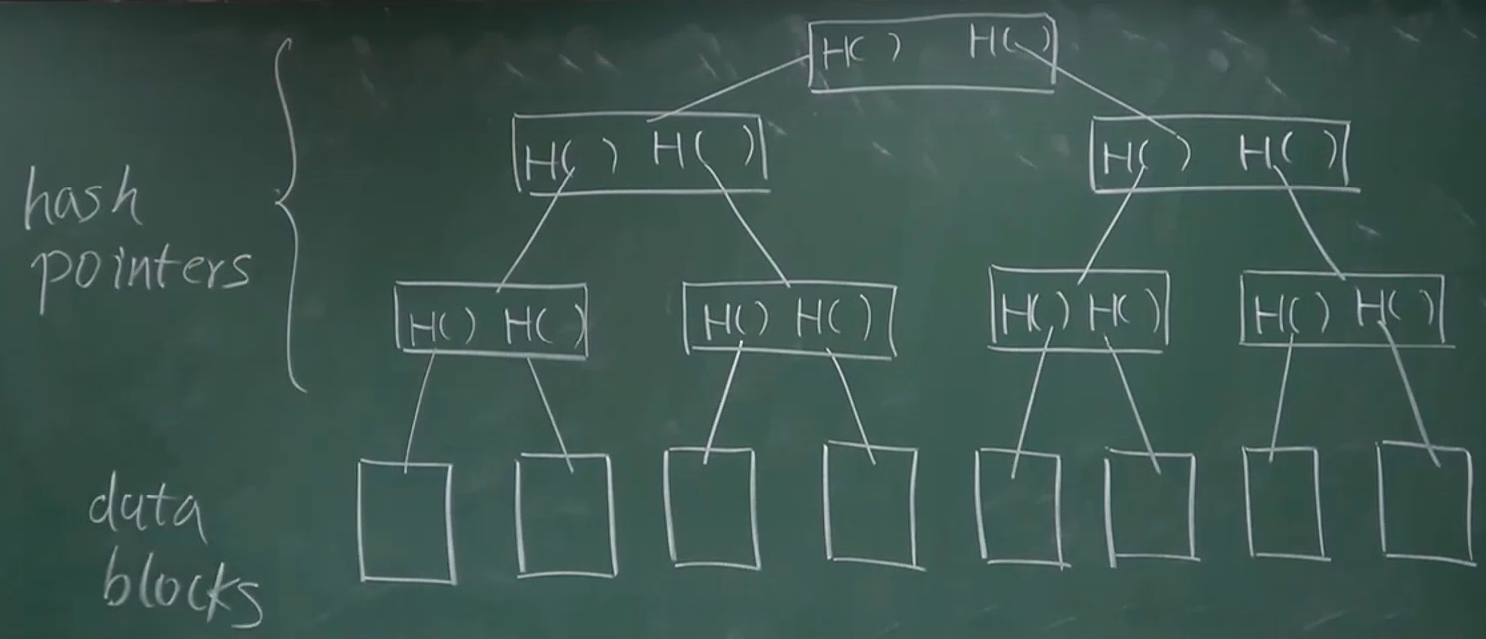 H( ) H( )
H( ) H( ) H( ) H( )
hash
pointers
H( ) H( ) H( ) H( ) H( ) H( ) H( ) H( )
data
blocks